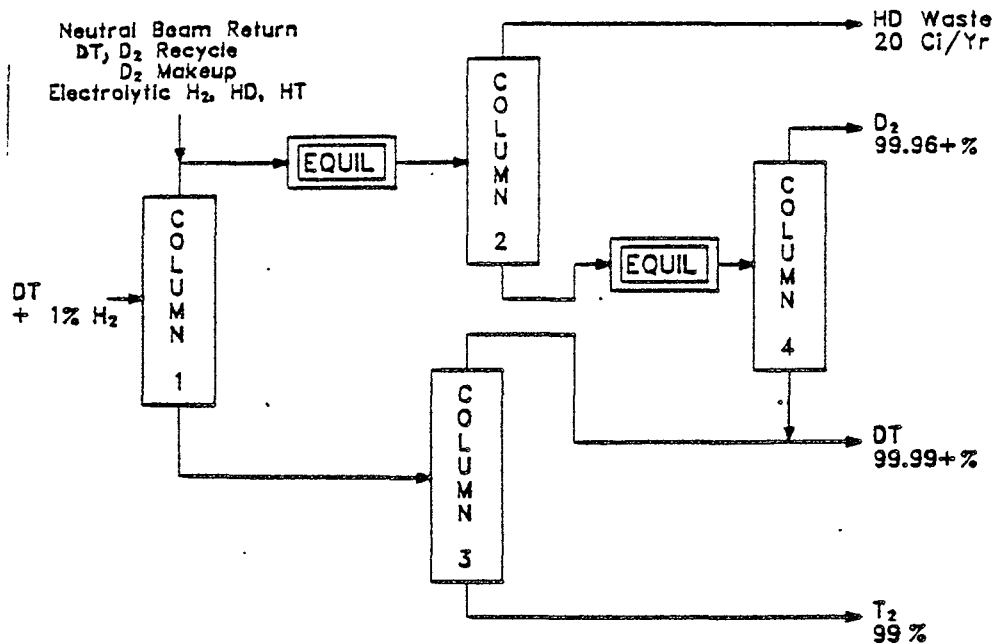 Neutral Beam Return
DT, D₂ Recycle
D₂ Makeup
Electrolytic H₂, HD, HT
HD Waste
20 Ci/Yr
D₂
99.96+%
EQUIL
COLUMN 2
EQUIL
COLUMN 4
COLUMN 1
DT
+ 1% H₂
COLUMN 3
DT
99.99+%
T₂
99%